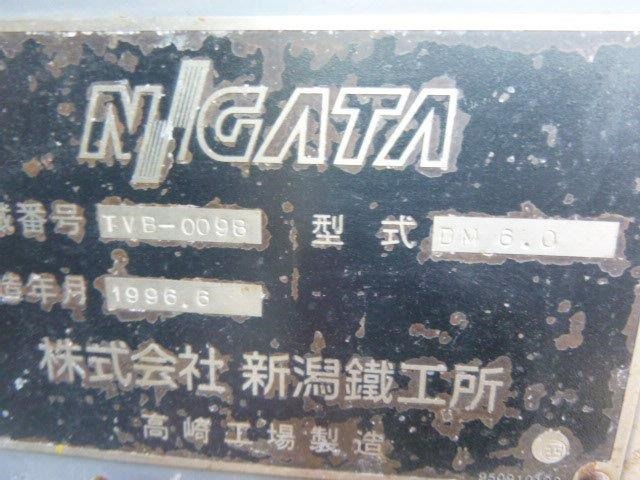 NIIGATA
械番号 TVB-0098 型式 DM 6.0
造年月 1996.6
株式会社 新潟鐵工所
高崎工場製造